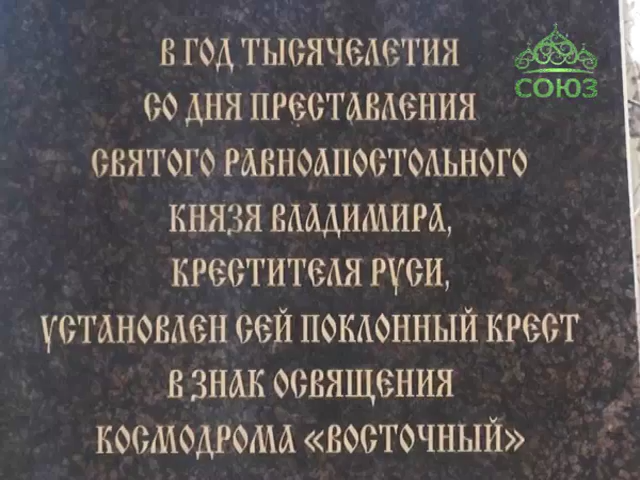 В ГОД ТЫСЯЧЕЛЕТИЯ
СО ДНЯ ПРЕСТАВЛЕНИЯ
СВЯТОГО РАВНОАПОСТОЛЬНОГО
КНЯЗЯ ВЛАДИМИРА,
КРЕСТИТЕЛЯ РУСИ,
УСТАНОВЛЕН СЕЙ ПОКЛОННЫЙ КРЕСТ
В ЗНАК ОСВЯЩЕНИЯ
КОСМОДРОМА «ВОСТОЧНЫЙ»
СОЮЗ